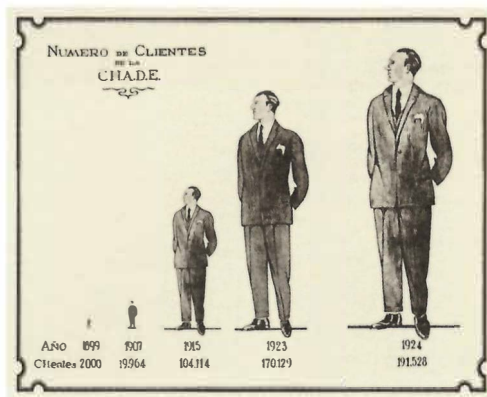 NUMERO DE CLIENTES
DE LA
CHA.D.E.
AÑO 1899 1907 1915 1923 1924
Clientes 2000 19.964 104.114 170.129 191.528